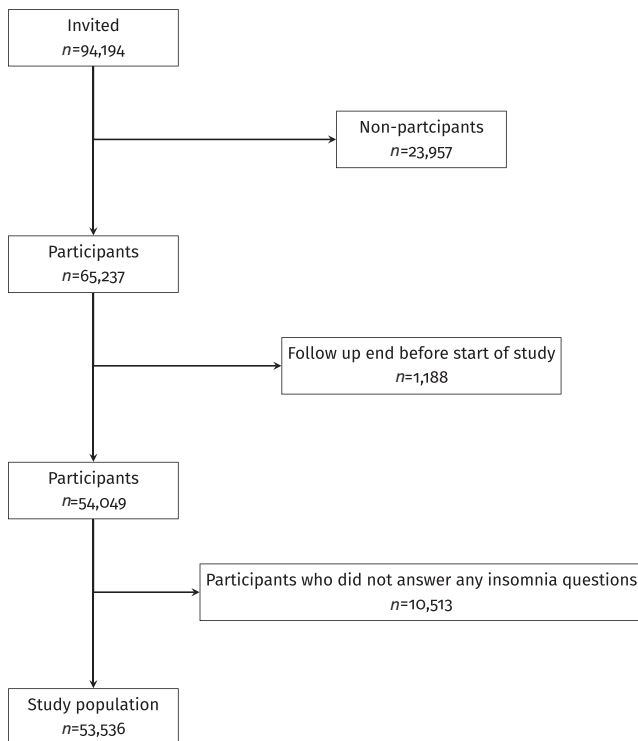 Invited
n=94,194
Non-partcipants
n=23,957
Participants
n=65,237
Follow up end before start of study
n=1,188
Participants
n=54,049
Participants who did not answer any insomnia questions
n=10,513
Study population
n=53,536